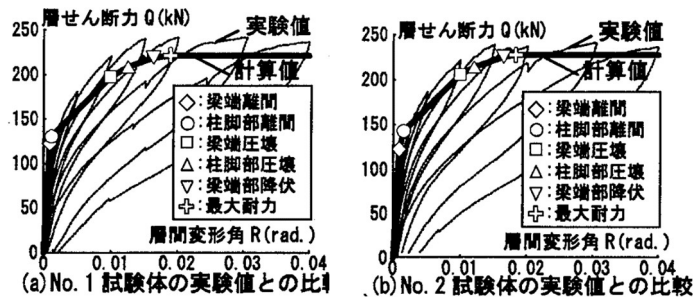 層せん断力 Q(kN)
250
200
150
100
50
0
実験値
計算値
◇:梁端離間
○:柱脚部離間
□:梁端圧壊
△:柱脚部圧壊
▽:梁端部降伏
✛:最大耐力
層間変形角 R(rad.)
0 0.01 0.02 0.03 0.04
(a)No.1 試験体の実験値との比較
層せん断力 Q(kN)
250
200
150
100
50
0
実験値
計算値
◇:梁端離間
○:柱脚部離間
□:梁端圧壊
△:柱脚部圧壊
▽:梁端部降伏
✛:最大耐力
層間変形角 R(rad.)
0 0.01 0.02 0.03 0.04
(b)No.2 試験体の実験値との比較